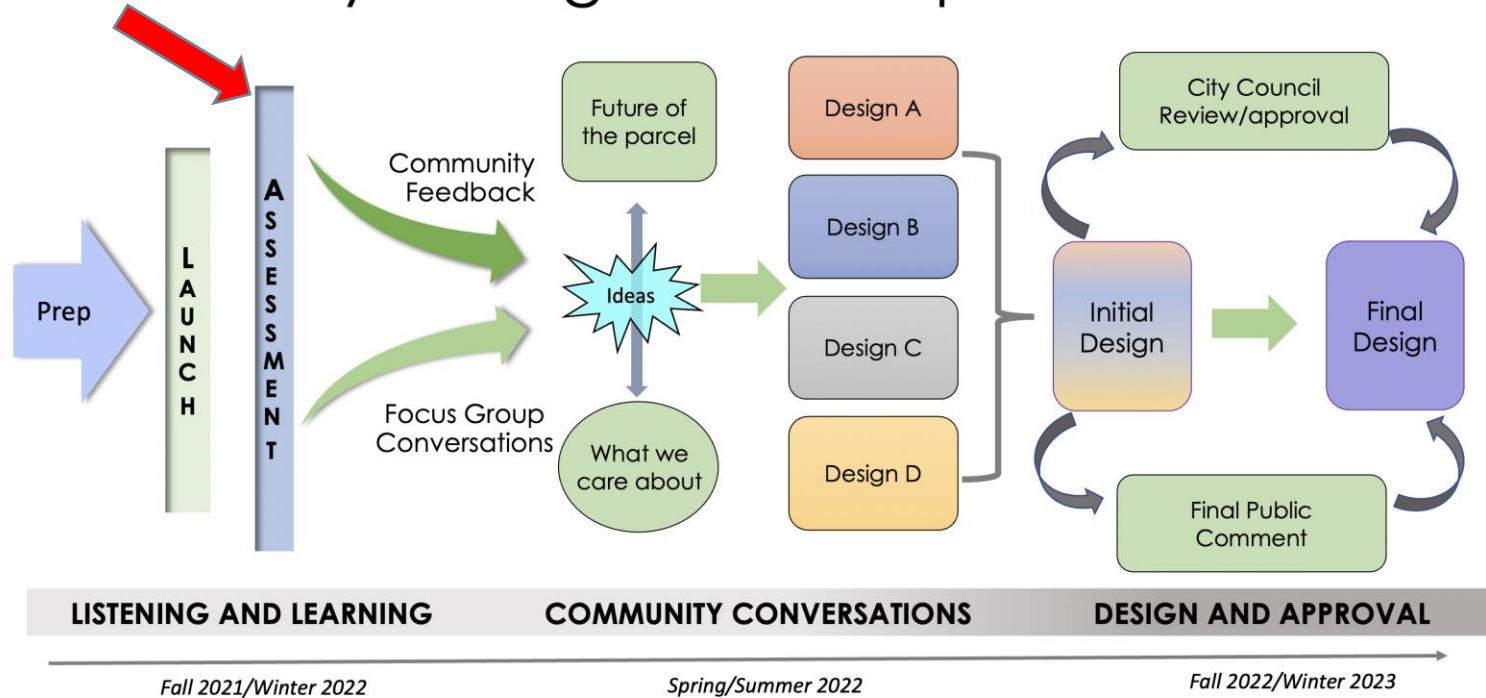 Prep
LAUNCH
ASSESSMENT
Community
Feedback
Focus Group
Conversations
Future of
the parcel
Ideas
What we
care about
Design A
Design B
Design C
Design D
City Council
Review/approval
Initial
Design
Final
Design
Final Public
Comment
LISTENING AND LEARNING
COMMUNITY CONVERSATIONS
DESIGN AND APPROVAL
Fall 2021/Winter 2022
Spring/Summer 2022
Fall 2022/Winter 2023